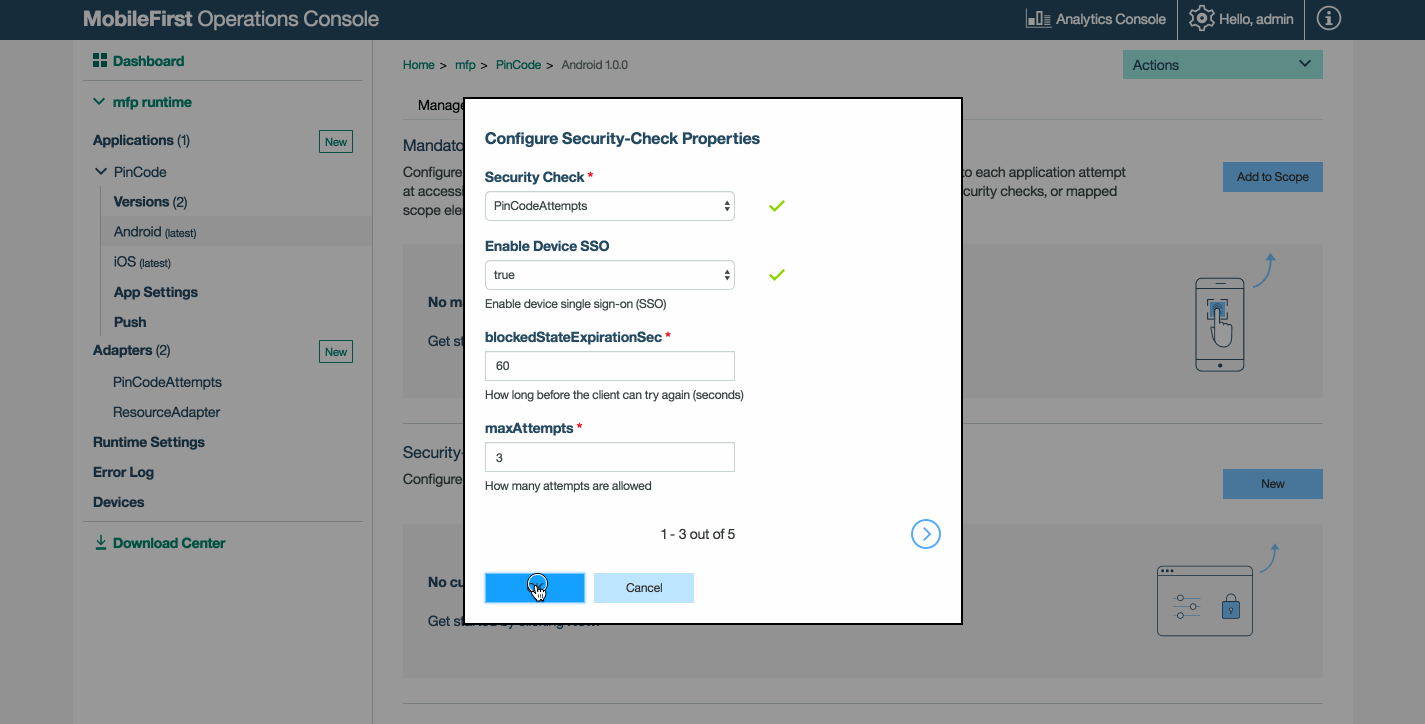 MobileFirst Operations Console
Analytics Console
Hello, admin
Dashboard
mfp runtime
Applications (1)
New
PinCode
Versions (2)
Android (latest)
iOS (latest)
App Settings
Push
Adapters (2)
New
PinCodeAttempts
ResourceAdapter
Runtime Settings
Error Log
Devices
Download Center
Home > mfp > PinCode > Android 1.0.0
Actions
Manage
Mandato
Configure
to each application attempt
at accessi
curity checks, or mapped
scope ele
Add to Scope
No m
Get st
Security-
Configure
New
No cu
Get started by clicking New.
Configure Security-Check Properties
Security Check *
PinCodeAttempts
Enable Device SSO
true
Enable device single sign-on (SSO)
blockedStateExpirationSec *
60
How long before the client can try again (seconds)
maxAttempts *
3
How many attempts are allowed
1 - 3 out of 5
Cancel